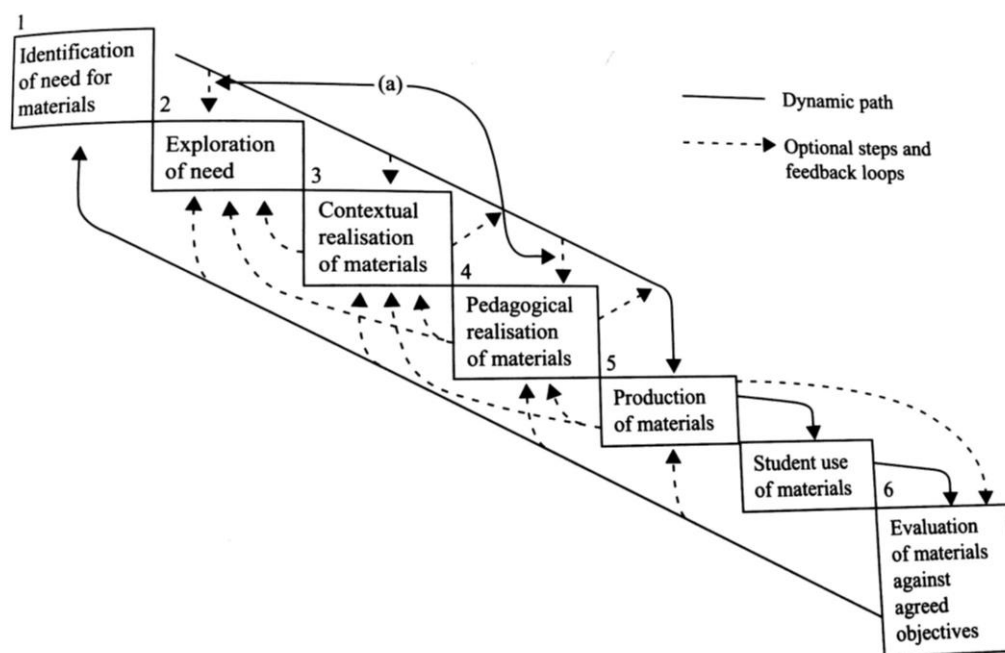 1
Identification
of need for
materials
(a)
Dynamic path
2
Exploration
of need
Optional steps and
feedback loops
3
Contextual
realisation
of materials
4
Pedagogical
realisation
of materials
5
Production
of materials
Student use
of materials
6
Evaluation
of materials
against
agreed
objectives